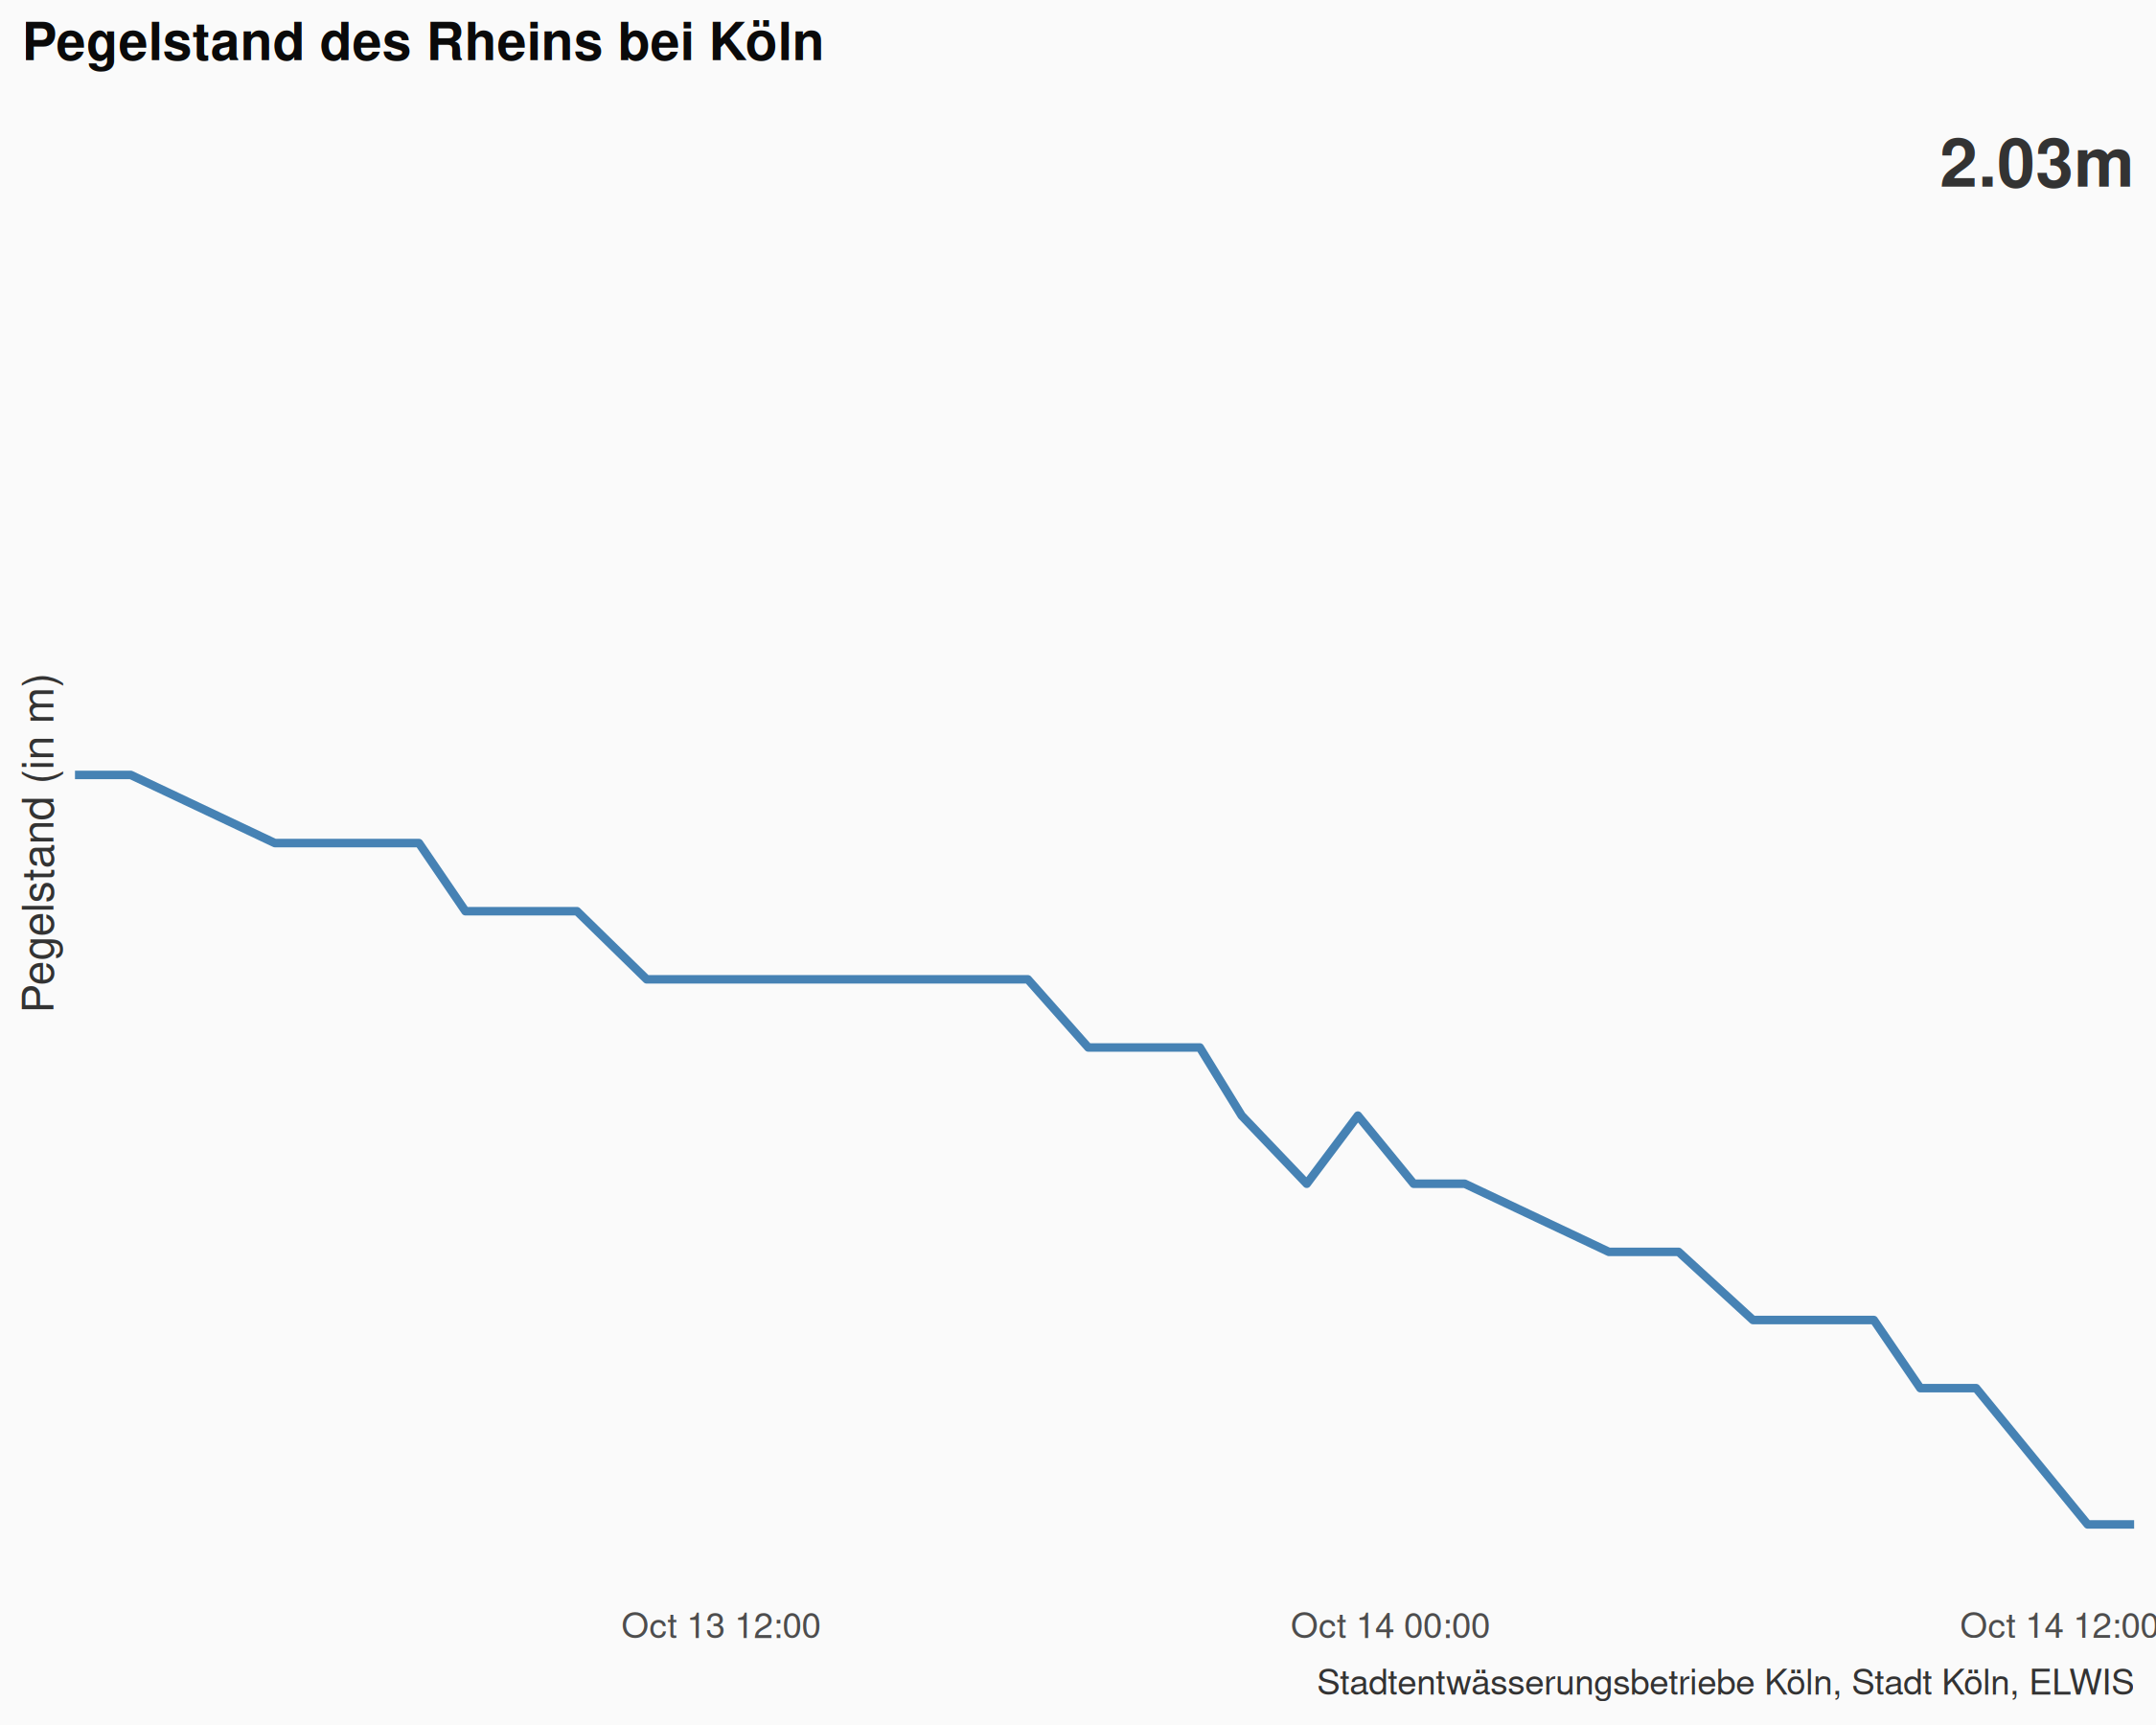 Pegelstand des Rheins bei Köln
2.03m
Pegelstand (in m)
Oct 13 12:00 Oct 14 00:00 Oct 14 12:00
Stadtentwässerungsbetriebe Köln, Stadt Köln, ELWIS